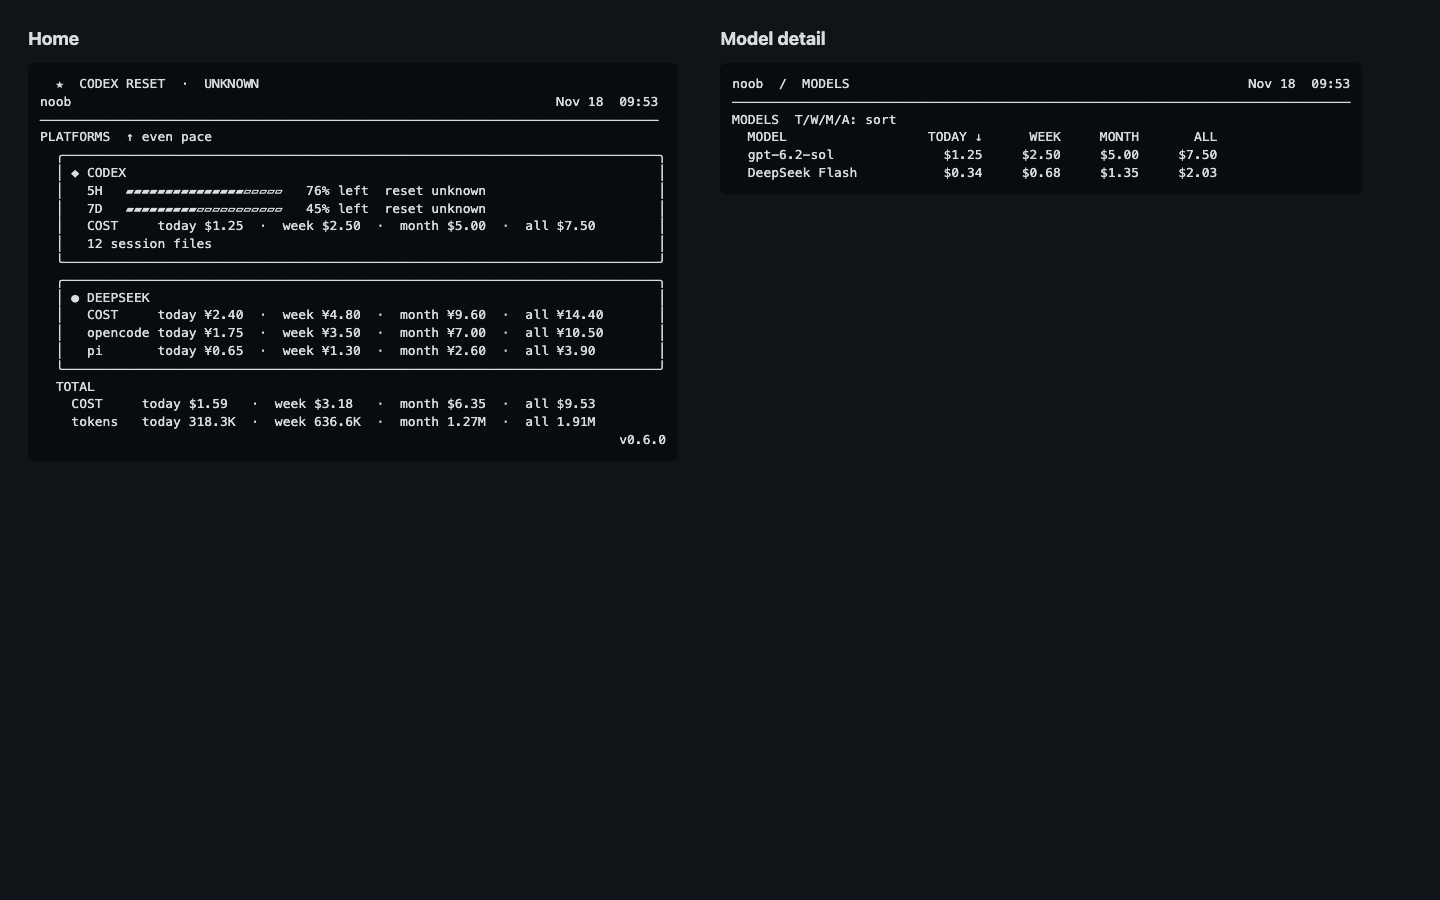 Home
★ CODEX RESET · UNKNOWN
noob Nov 18 09:53
PLATFORMS ↑ even pace
◆ CODEX
5H ▰▰▰▰▰▰▰▰▰▰▰▰▰▰▰▱▱▱▱▱ 76% left reset unknown
7D ▰▰▰▰▰▰▰▰▰▱▱▱▱▱▱▱▱▱▱▱ 45% left reset unknown
COST today $1.25 · week $2.50 · month $5.00 · all $7.50
12 session files
● DEEPSEEK
COST today ¥2.40 · week ¥4.80 · month ¥9.60 · all ¥14.40
opencode today ¥1.75 · week ¥3.50 · month ¥7.00 · all ¥10.50
pi today ¥0.65 · week ¥1.30 · month ¥2.60 · all ¥3.90
TOTAL
COST today $1.59 · week $3.18 · month $6.35 · all $9.53
tokens today 318.3K · week 636.6K · month 1.27M · all 1.91M
v0.6.0
Model detail
noob / MODELS Nov 18 09:53
MODELS T/W/M/A: sort
MODEL TODAY ↓ WEEK MONTH ALL
gpt-6.2-sol $1.25 $2.50 $5.00 $7.50
DeepSeek Flash $0.34 $0.68 $1.35 $2.03